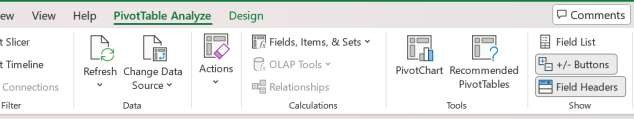 ew View Help PivotTable Analyze Design Comments
t Slicer
t Timeline
Connections
Filter
Refresh
Change Data
Source
Data
Actions
Fields, Items, & Sets
OLAP Tools
Relationships
Calculations
PivotChart
Recommended
PivotTables
Tools
Field List
+/- Buttons
Field Headers
Show